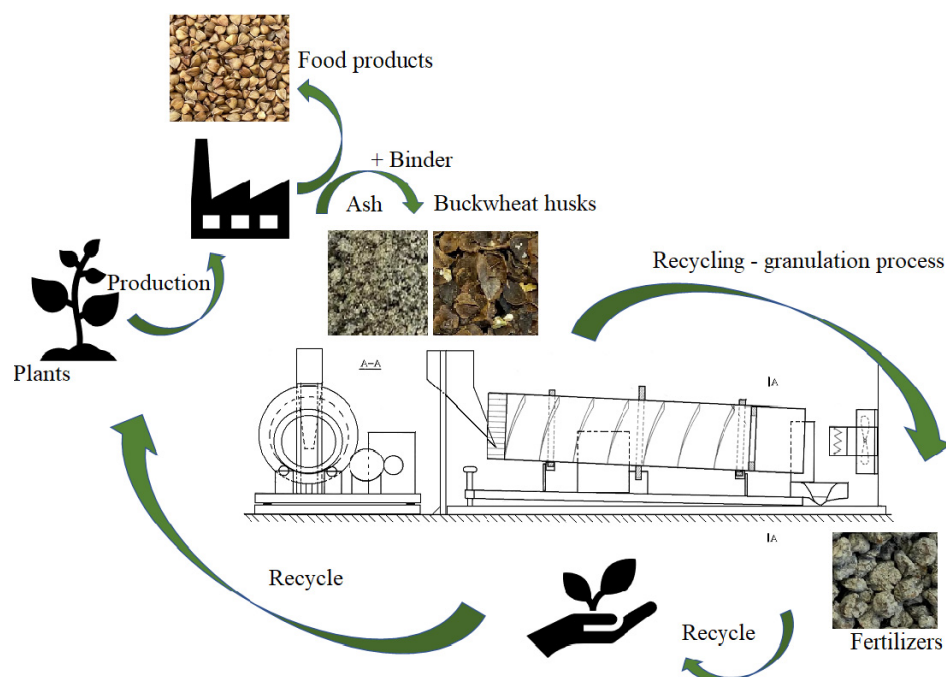 Food products
+ Binder
Ash
Buckwheat husks
Production
Recycling - granulation process
Plants
A-A
A
A
Recycle
Recycle
Fertilizers